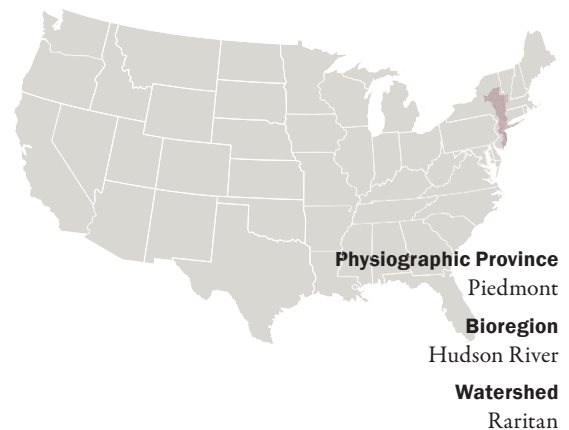 Physiographic Province
Piedmont
Bioregion
Hudson River
Watershed
Raritan